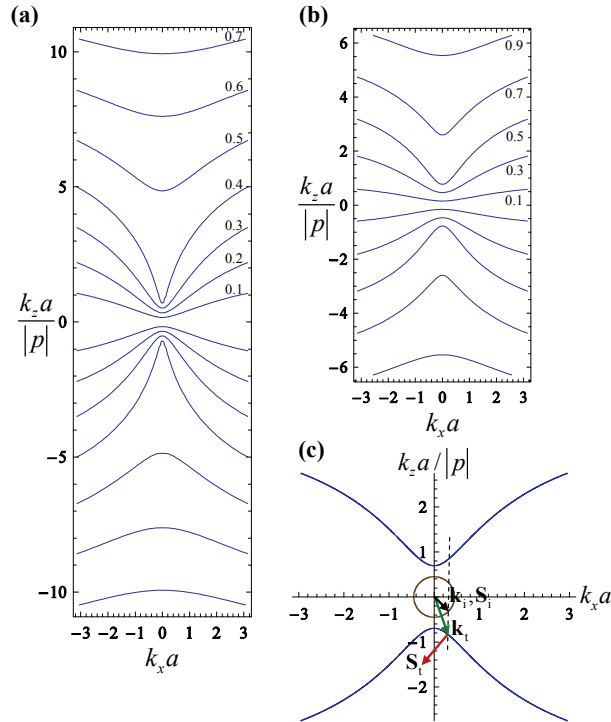 (a)
10
5
0
−5
−10
0.7
0.6
0.5
0.4
0.3
0.2
0.1
k_z a
|p|
−3 −2 −1 0 1 2 3
k_x a
(b)
6
4
2
0
−2
−4
−6
0.9
0.7
0.5
0.3
0.1
k_z a
|p|
−3 −2 −1 0 1 2 3
k_x a
(c)
k_z a / |p|
2
1
−1
−2
−3 −2 −1 0 1 2 3
k_x a
k_i, S_i
k_t
S_t